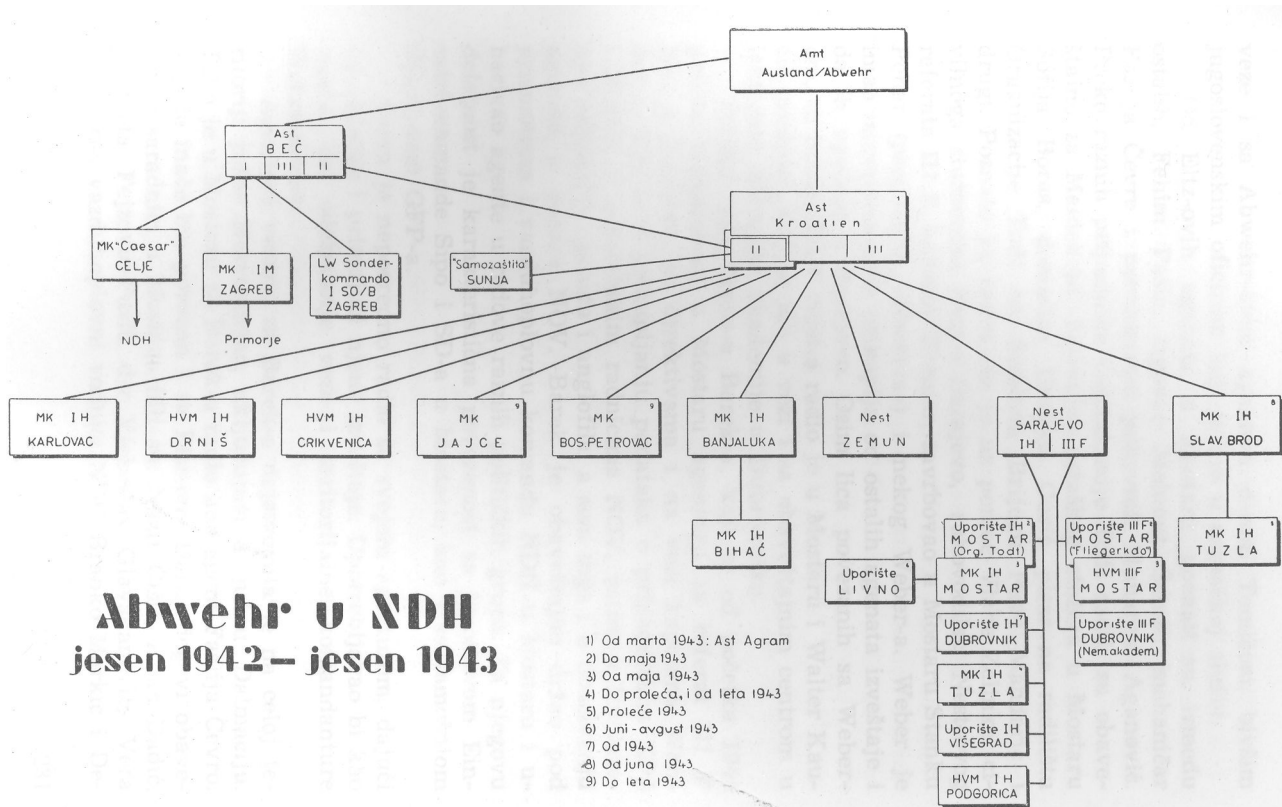 Amt
Ausland/Abwehr
Ast
BEČ
I III II
Ast 1
Kroatien
II I III
MK "Caesar"
CELJE
MK I M
ZAGREB
LW Sonder-
kommando
I SO/B
ZAGREB
"Samozaštita"
SUNJA
NDH
Primorje
MK IH
KARLOVAC
HVM IH
DRNIŠ
HVM IH
CRIKVENICA
MK 9
JAJCE
MK 9
BOS.PETROVAC
MK IH
BANJALUKA
Nest
ZEMUN
Nest
SARAJEVO
IH III F
MK IH 8
SLAV. BROD
MK IH
BIHAĆ
Uporište IH 2
MOSTAR
(Org. Todt)
Uporište III F
MOSTAR
("Fliegerkdo")
MK IH
TUZLA
Uporište 4
LIVNO
MK IH 3
MOSTAR
HVM III F 3
MOSTAR
Uporište IH 7
DUBROVNIK
Uporište III F
DUBROVNIK
(Nem.akadem.)
MK IH
TUZLA
Uporište IH
VIŠEGRAD
HVM IH
PODGORICA
Abwehr u NDH
jesen 1942 – jesen 1943
1) Od marta 1943: Ast Agram
2) Do maja 1943
3) Od maja 1943
4) Do proleća, i od leta 1943
5) Proleće 1943
6) Juni - avgust 1943
7) Od 1943
8) Od juna 1943
9) Do leta 1943